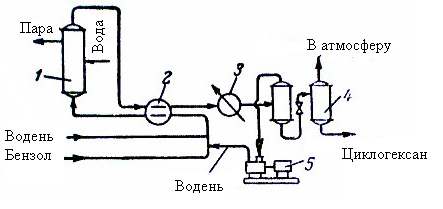 В атмосферу
Пара
Вода
1
2
3
4
Водень
Бензол
Циклогексан
Водень
5